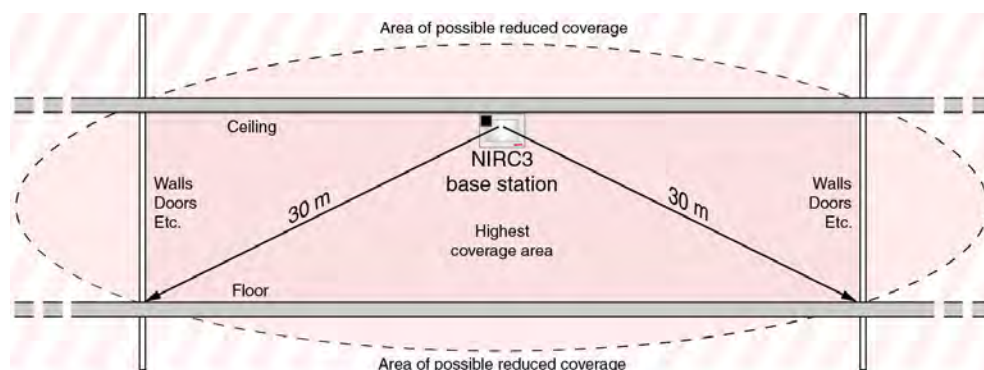 Area of possible reduced coverage
Ceiling
NIRC3
base station
Walls
Doors
Etc.
30 m
30 m
Walls
Doors
Etc.
Highest
coverage area
Floor
Area of possible reduced coverage